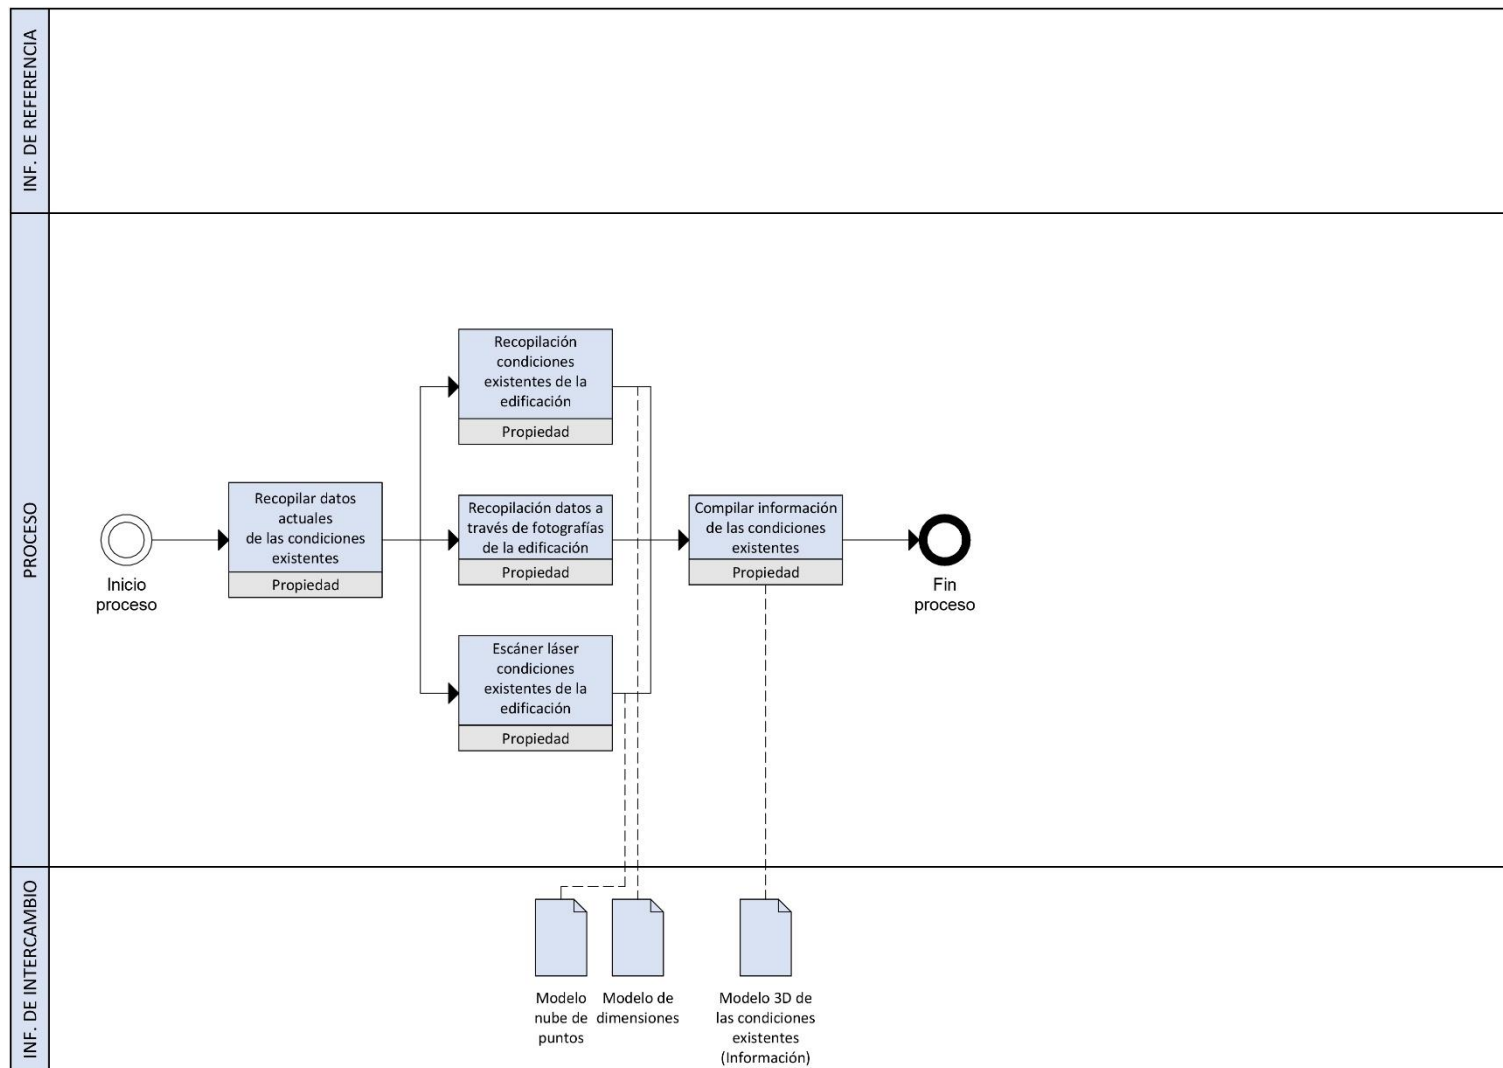 INF. DE REFERENCIA
PROCESO
Recopilación
condiciones
existentes de la
edificación
Propiedad
Inicio
proceso
Recopilar datos
actuales
de las condiciones
existentes
Propiedad
Recopilación datos a
través de fotografías
de la edificación
Propiedad
Compilar información
de las condiciones
existentes
Propiedad
Fin
proceso
Escáner láser
condiciones
existentes de la
edificación
Propiedad
INF. DE INTERCAMBIO
Modelo
nube de
puntos
Modelo de
dimensiones
Modelo 3D de
las condiciones
existentes
(Información)